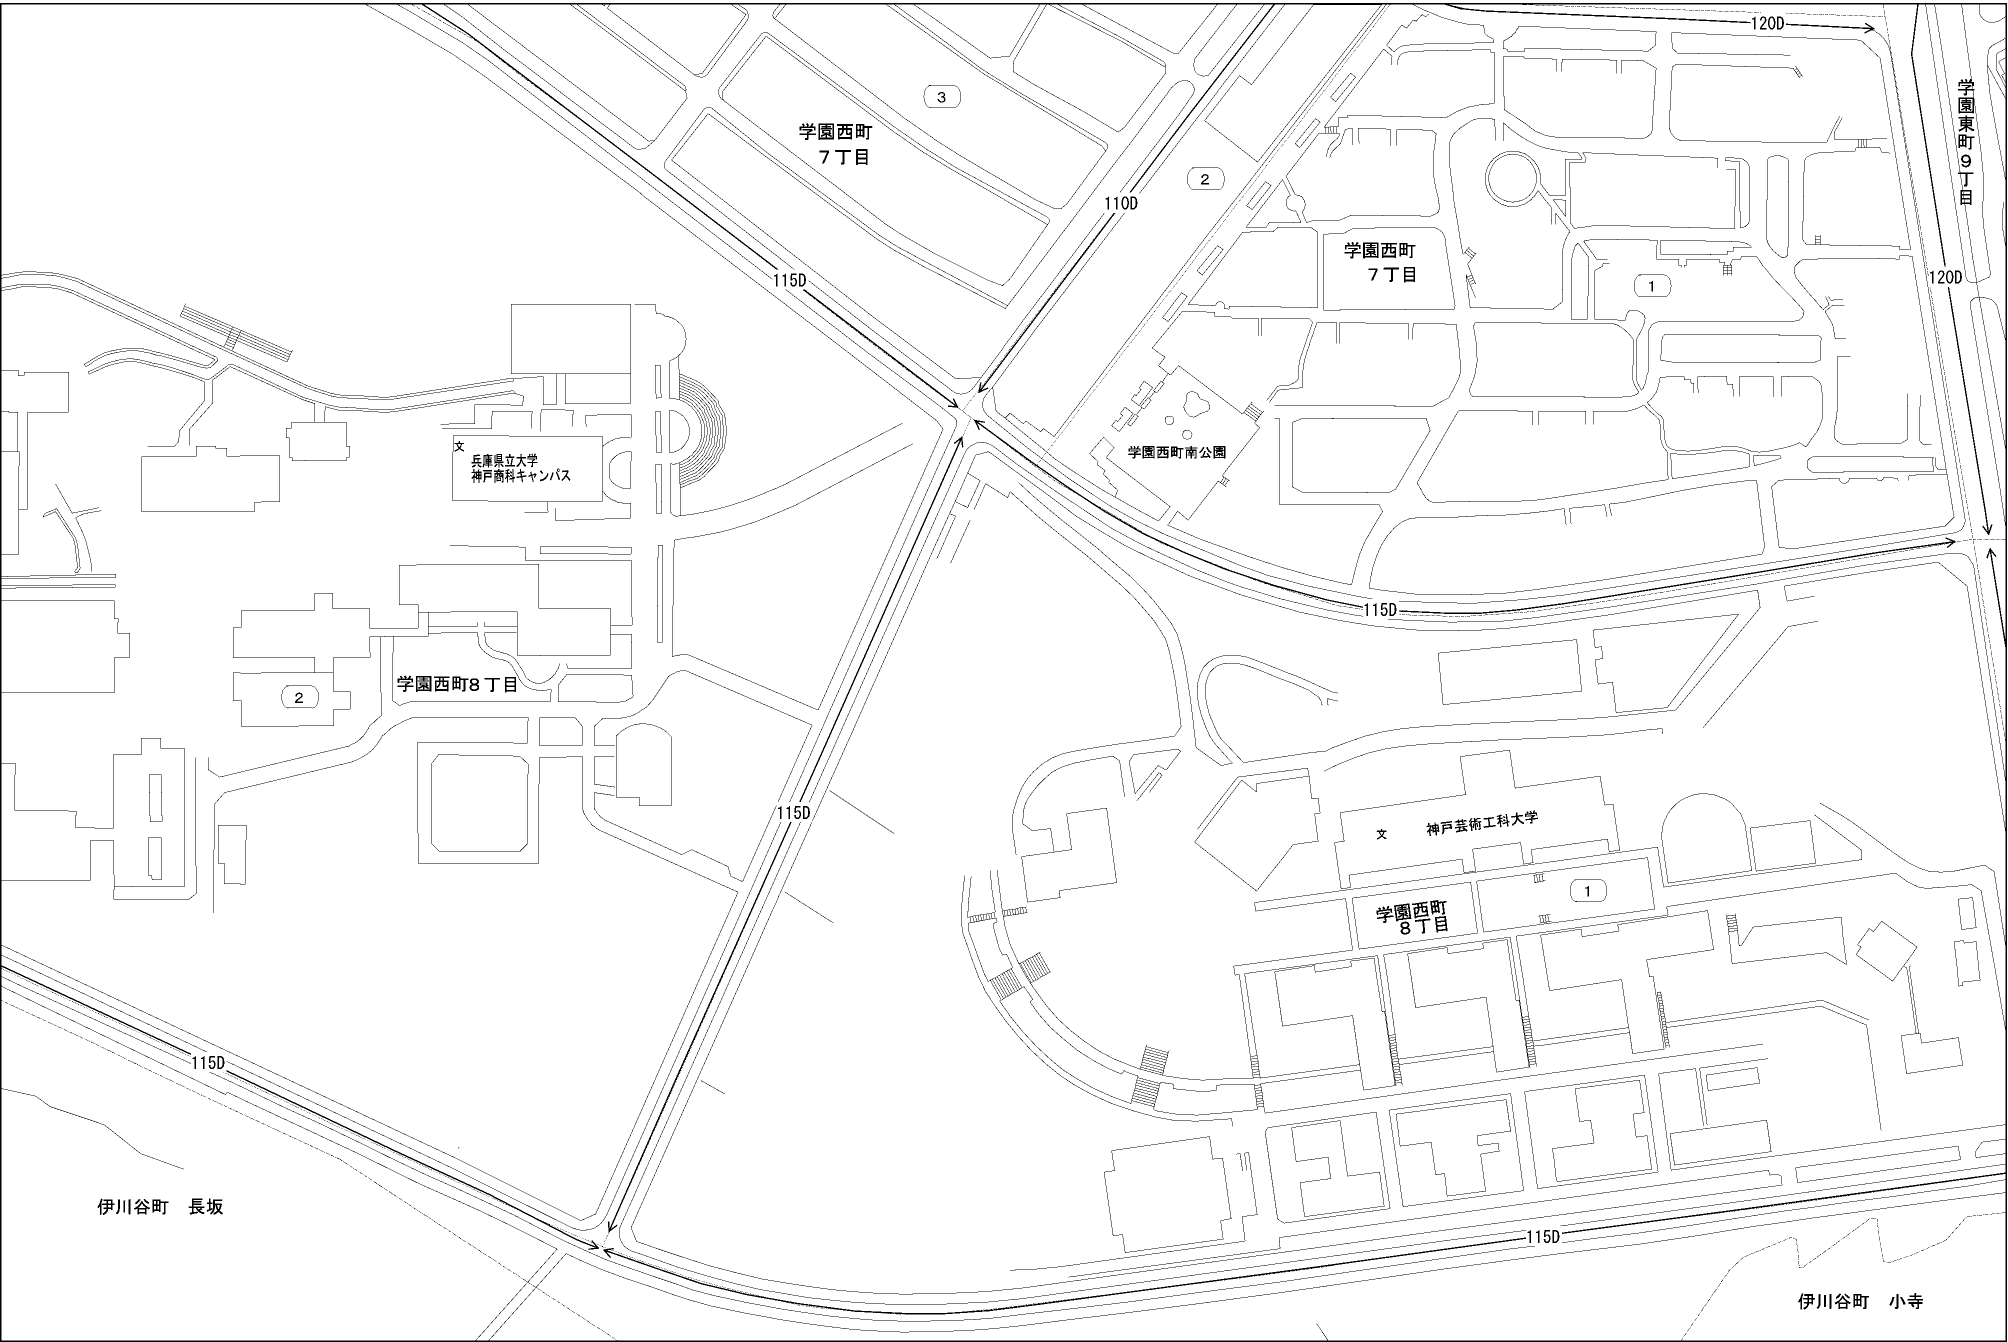 120D
学園東町9丁目
3
学園西町
7丁目
2
110D
学園西町
7丁目
1
120D
115D
兵庫県立大学
神戸商科キャンパス
文
学園西町南公園
115D
学園西町8丁目
2
115D
文
神戸芸術工科大学
1
学園西町
8丁目
115D
伊川谷町 長坂
115D
伊川谷町 小寺